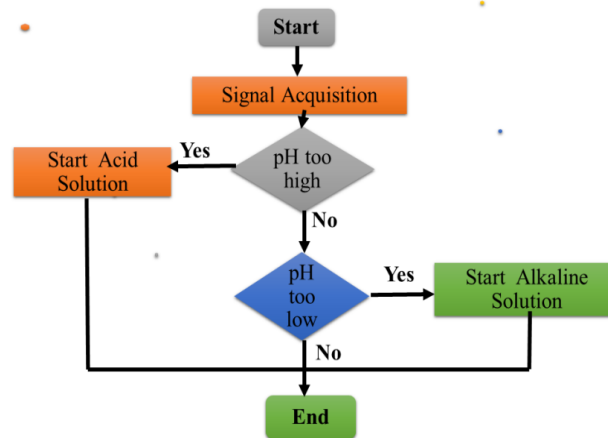 Start
Signal Acquisition
pH too
high
Yes
Start Acid
Solution
No
pH
too
low
Yes
Start Alkaline
Solution
No
End